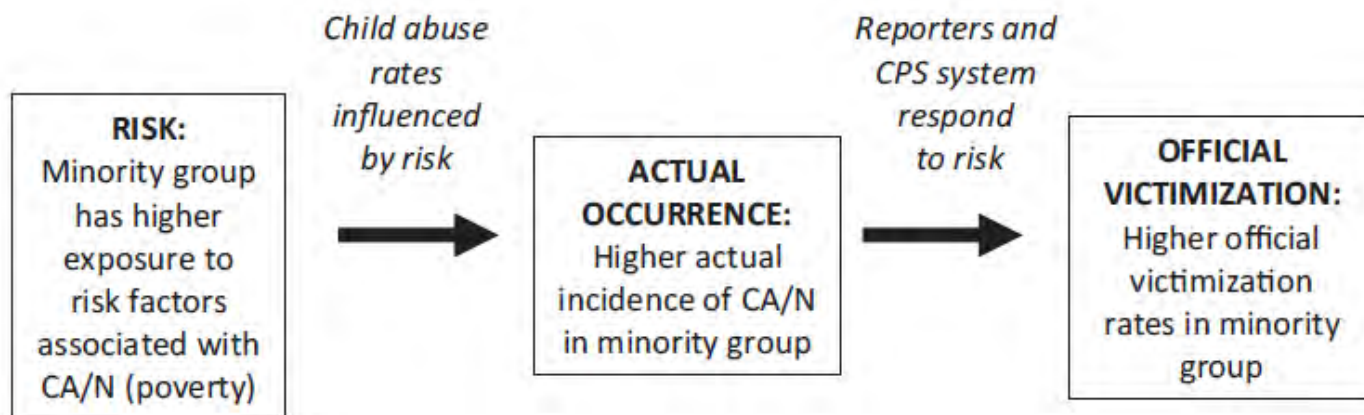 RISK:
Minority group
has higher
exposure to
risk factors
associated with
CA/N (poverty)
Child abuse
rates
influenced
by risk
ACTUAL
OCCURRENCE:
Higher actual
incidence of CA/N
in minority group
Reporters and
CPS system
respond
to risk
OFFICIAL
VICTIMIZATION:
Higher official
victimization
rates in minority
group